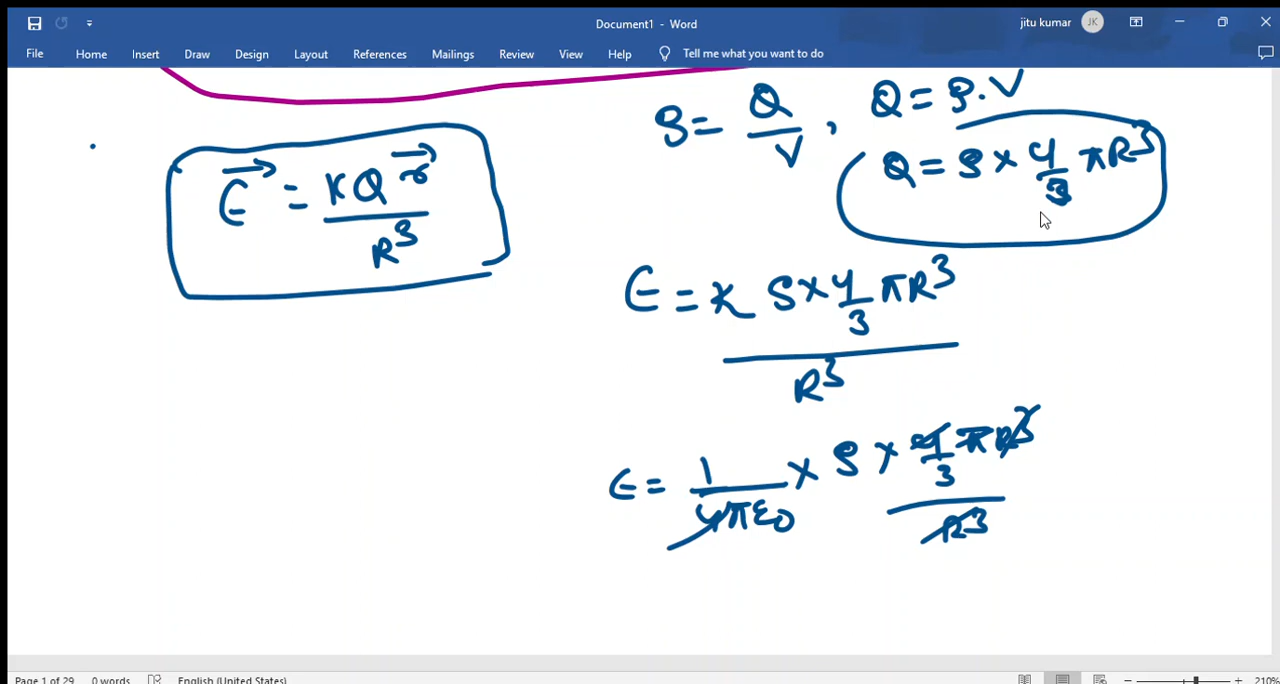 Document1 - Word
jitu kumar JK
File Home Insert Draw Design Layout References Mailings Review View Help Tell me what you want to do
ρ = Q/V , Q = ρ.V
Q = ρ × 4/3 πR³
E⃗ = KQr⃗/R³
E = K ρ × 4/3 πR³ / R³
E = 1/4πε0 × ρ × 4/3 πR³ / R³
Page 1 of 29 0 words English (United States) 210%